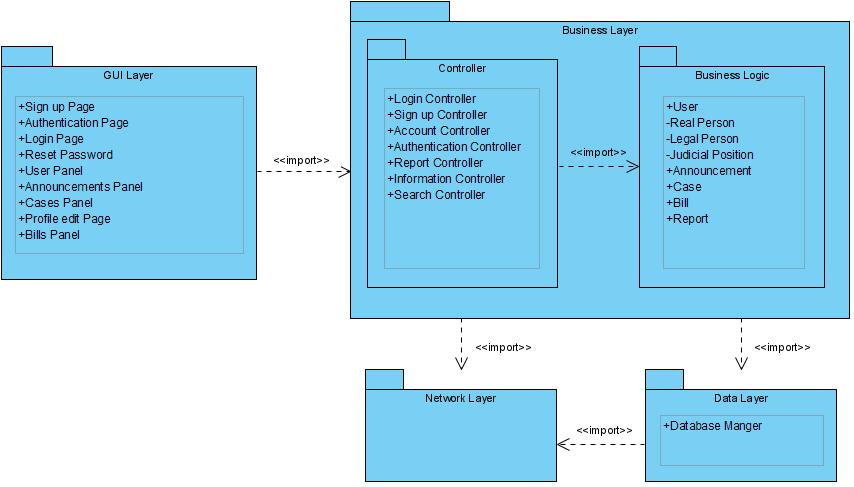 Business Layer
GUI Layer
+Sign up Page
+Authentication Page
+Login Page
+Reset Password
+User Panel
+Announcements Panel
+Cases Panel
+Profile edit Page
+Bills Panel
<<import>>
Controller
+Login Controller
+Sign up Controller
+Account Controller
+Authentication Controller
+Report Controller
+Information Controller
+Search Controller
<<import>>
Business Logic
+User
-Real Person
-Legal Person
-Judicial Position
+Announcement
+Case
+Bill
+Report
<<import>>
<<import>>
Network Layer
<<import>>
Data Layer
+Database Manger